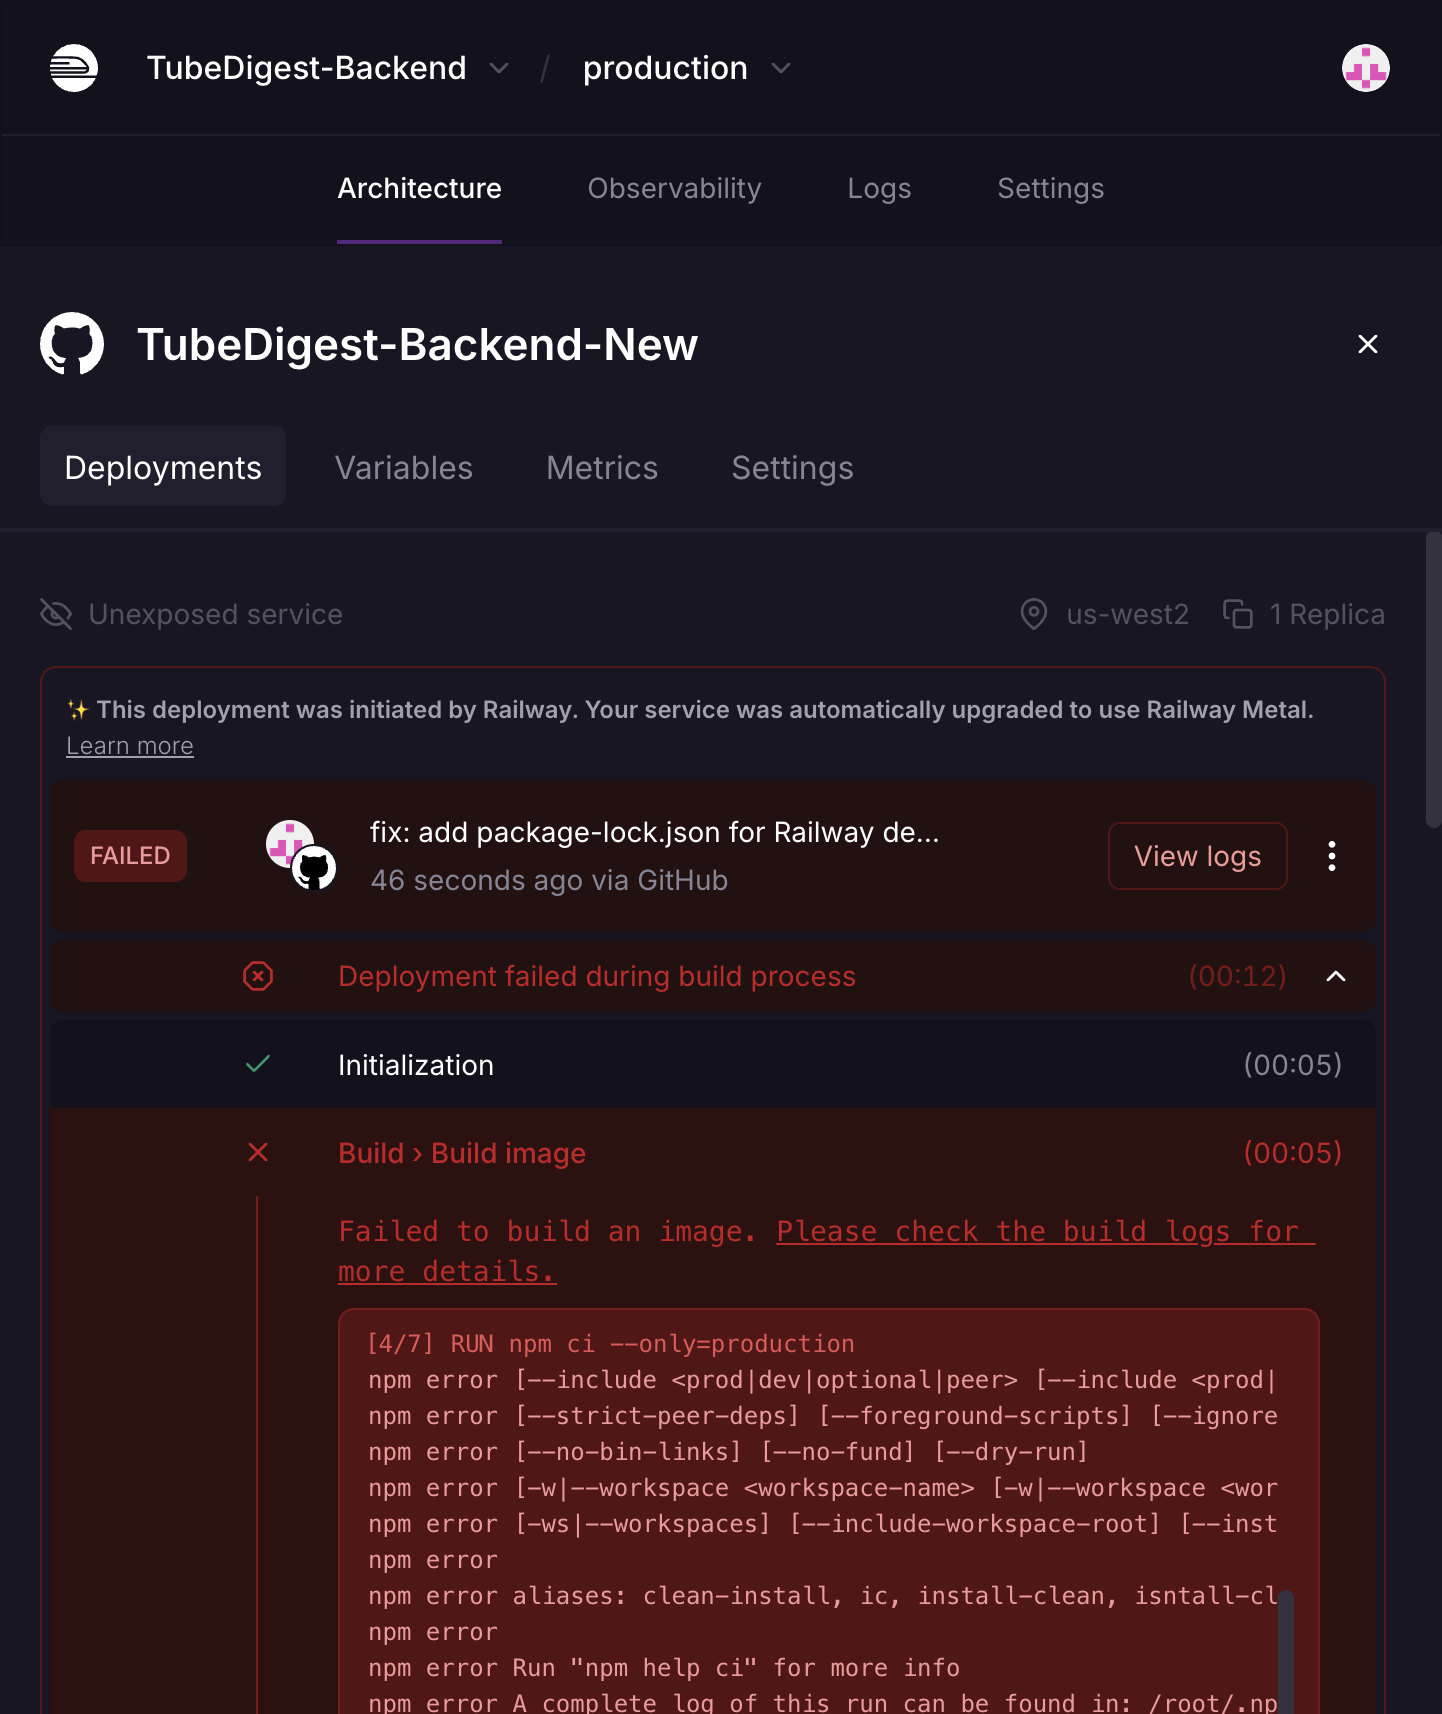 TubeDigest-Backend / production
Architecture Observability Logs Settings
TubeDigest-Backend-New
Deployments Variables Metrics Settings
Unexposed service us-west2 1 Replica
✨ This deployment was initiated by Railway. Your service was automatically upgraded to use Railway Metal.
Learn more
FAILED fix: add package-lock.json for Railway de... View logs
46 seconds ago via GitHub
Deployment failed during build process (00:12)
Initialization (00:05)
Build › Build image (00:05)
Failed to build an image. Please check the build logs for
more details.
[4/7] RUN npm ci --only=production
npm error [--include <prod|dev|optional|peer> [--include <prod|
npm error [--strict-peer-deps] [--foreground-scripts] [--ignore
npm error [--no-bin-links] [--no-fund] [--dry-run]
npm error [-w|--workspace <workspace-name> [-w|--workspace <wor
npm error [-ws|--workspaces] [--include-workspace-root] [--inst
npm error
npm error aliases: clean-install, ic, install-clean, isntall-cl
npm error
npm error Run "npm help ci" for more info
npm error A complete log of this run can be found in: /root/.np